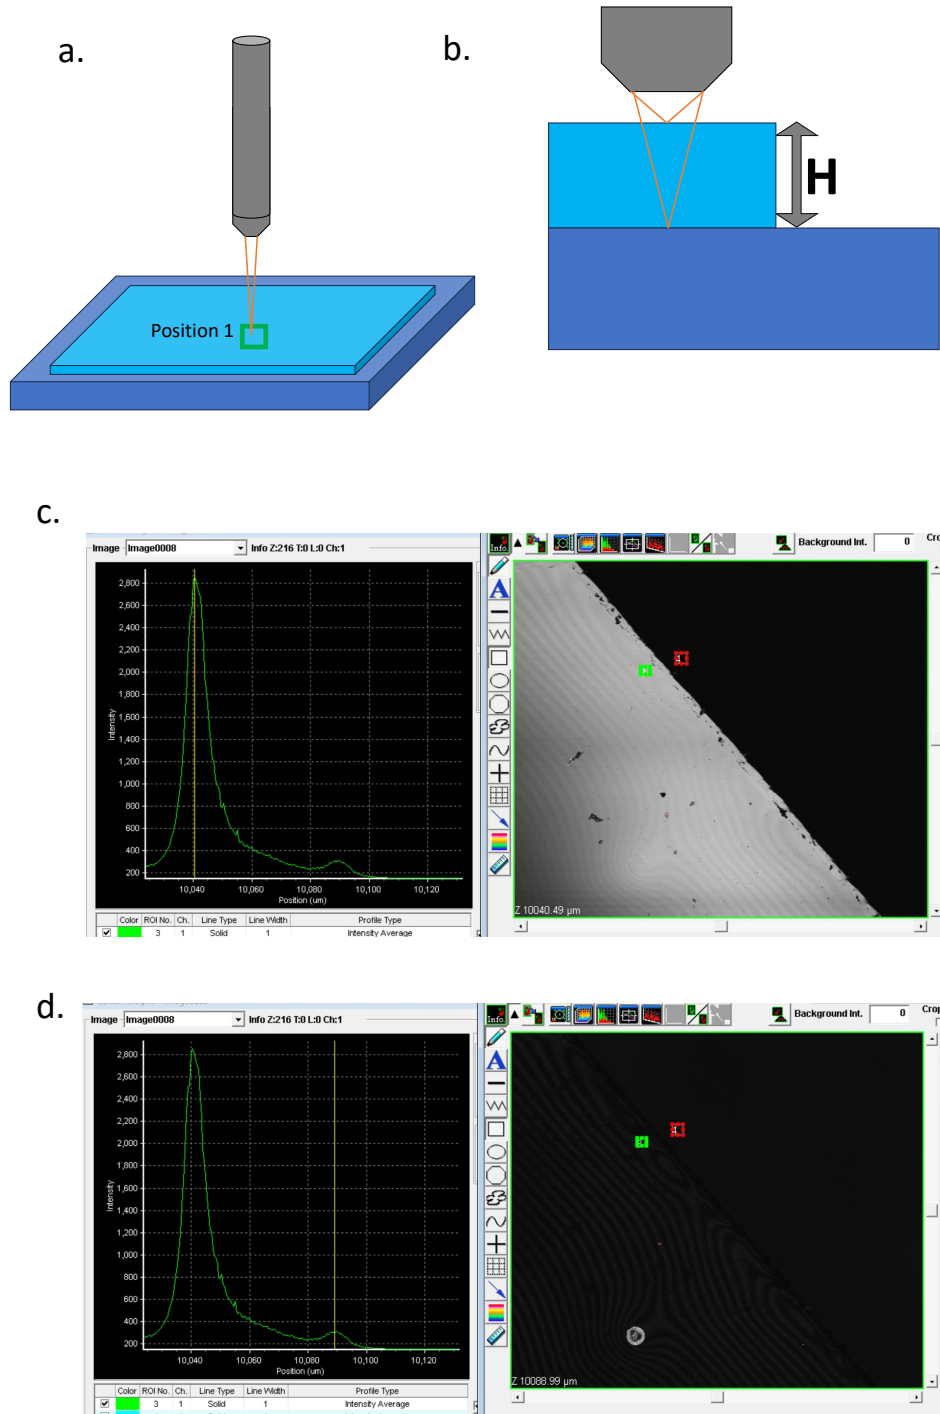 a.
b.
H
Position 1
c.
Image Image0008 Info Z:216 T:0 L:0 Ch:1
Info
Background Int. 0 Cro
A
2,800
2,600
2,400
2,200
2,000
1,800
1,600
1,400
1,200
1,000
800
600
400
200
Intensity
10,040 10,060 10,080 10,100 10,120
Position (um)
Z 10040.49 µm
Color ROI No. Ch. Line Type Line Width Profile Type
3 1 Solid 1 Intensity Average
d.
Image Image0008 Info Z:216 T:0 L:0 Ch:1
Info
Background Int. 0 Crop
A
2,800
2,600
2,400
2,200
2,000
1,800
1,600
1,400
1,200
1,000
800
600
400
200
Intensity
10,040 10,060 10,080 10,100 10,120
Position (um)
Z 10088.99 µm
Color ROI No. Ch. Line Type Line Width Profile Type
3 1 Solid 1 Intensity Average